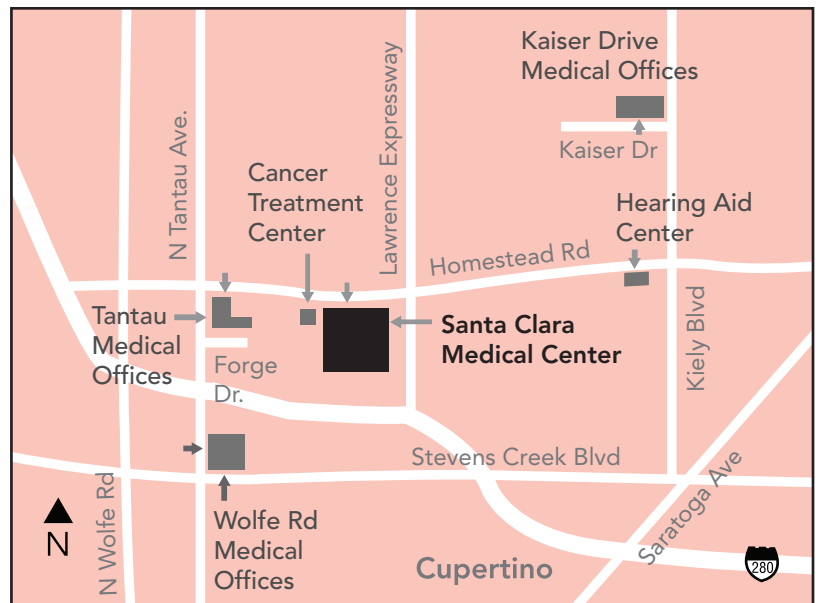 Kaiser Drive
Medical Offices
Kaiser Dr
N Tantau Ave.
Lawrence Expressway
Cancer
Treatment
Center
Hearing Aid
Center
Homestead Rd
Tantau
Medical
Offices
Santa Clara
Medical Center
Kiely Blvd
Forge
Dr.
Stevens Creek Blvd
Saratoga Ave
N Wolfe Rd
N
Wolfe Rd
Medical
Offices
Cupertino
280